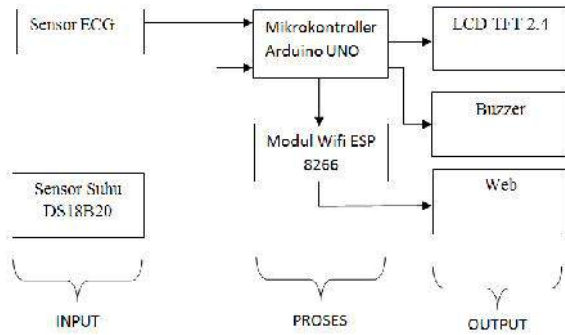 Sensor ECG
Mikrokontroller
Arduino UNO
LCD TFT 2.4
Buzzer
Modul Wifi ESP
8266
Sensor Suhu
DS18B20
Web
INPUT
PROSES
OUTPUT